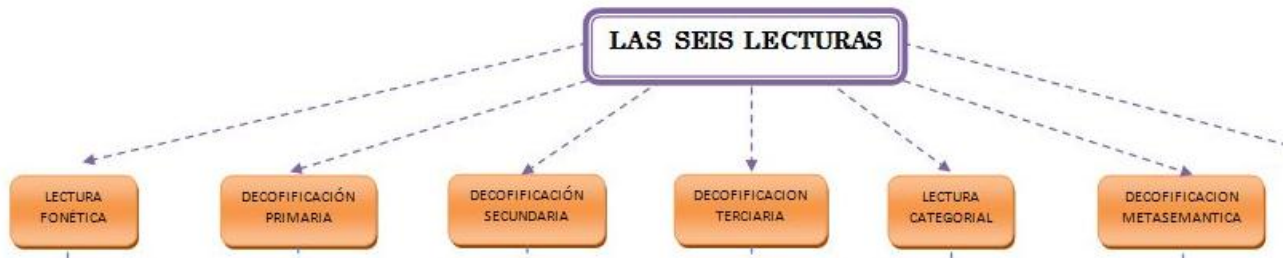 LAS SEIS LECTURAS
LECTURA
FONÉTICA
DECOFIFICACIÓN
PRIMARIA
DECOFIFICACIÓN
SECUNDARIA
DECOFIFICACION
TERCIARIA
LECTURA
CATEGORIAL
DECOFIFICACION
METASEMANTICA